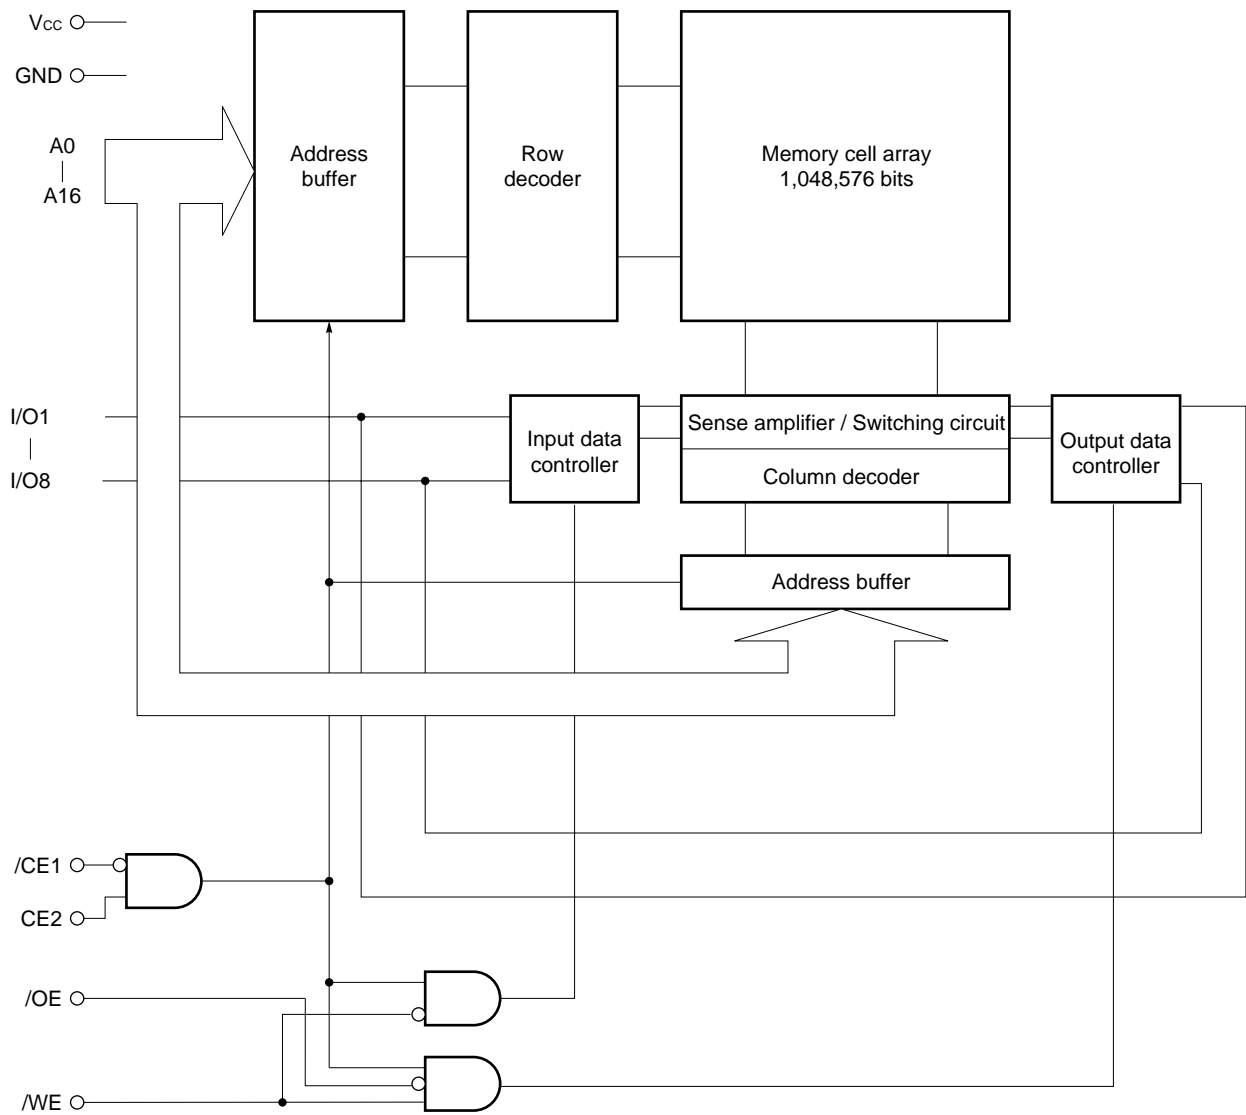 VCC
GND
A0
A16
Address
buffer
Row
decoder
Memory cell array
1,048,576 bits
I/O1
I/O8
Input data
controller
Sense amplifier / Switching circuit
Column decoder
Output data
controller
Address buffer
/CE1
CE2
/OE
/WE